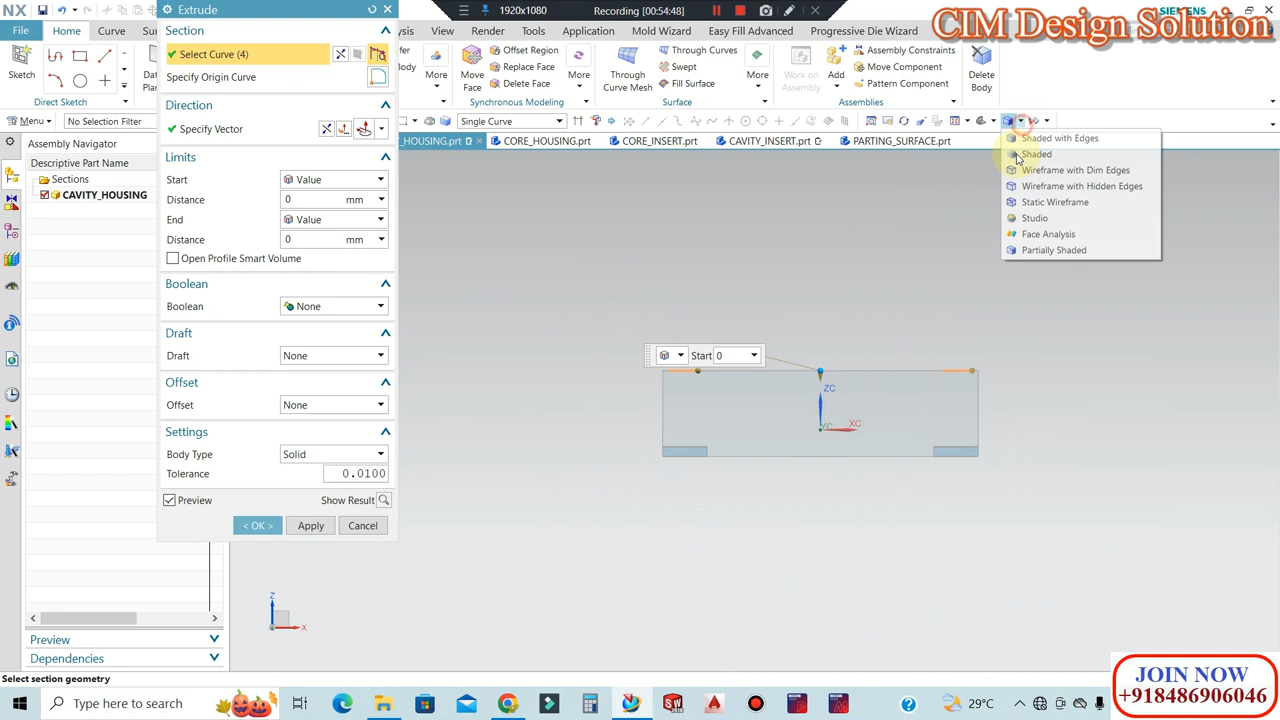 NX
1920x1080
Recording [00:54:48]
SIEMENS
CIM Design Solution
File
Home
Curve
View
Render
Tools
Application
Mold Wizard
Easy Fill Advanced
Progressive Die Wizard
Sketch
Direct Sketch
More
Offset Region
Replace Face
Delete Face
Move Face
More
Synchronous Modeling
Through Curve Mesh
Through Curves
Swept
Fill Surface
More
Surface
Work on Assembly
Add
Assembly Constraints
Move Component
Pattern Component
Assemblies
Delete Body
Menu
No Selection Filter
Single Curve
_HOUSING.prt
CORE_HOUSING.prt
CORE_INSERT.prt
CAVITY_INSERT.prt
PARTING_SURFACE.prt
Assembly Navigator
Descriptive Part Name
Sections
CAVITY_HOUSING
Preview
Dependencies
Extrude
Section
Select Curve (4)
Specify Origin Curve
Direction
Specify Vector
Limits
Start Value
Distance 0 mm
End Value
Distance 0 mm
Open Profile Smart Volume
Boolean
Boolean None
Draft
Draft None
Offset
Offset None
Settings
Body Type Solid
Tolerance 0.0100
Preview Show Result
< OK > Apply Cancel
Shaded with Edges
Shaded
Wireframe with Dim Edges
Wireframe with Hidden Edges
Static Wireframe
Studio
Face Analysis
Partially Shaded
Start 0
ZC
YC
XC
Z
X
Select section geometry
Type here to search
29°C
JOIN NOW
+918486906046